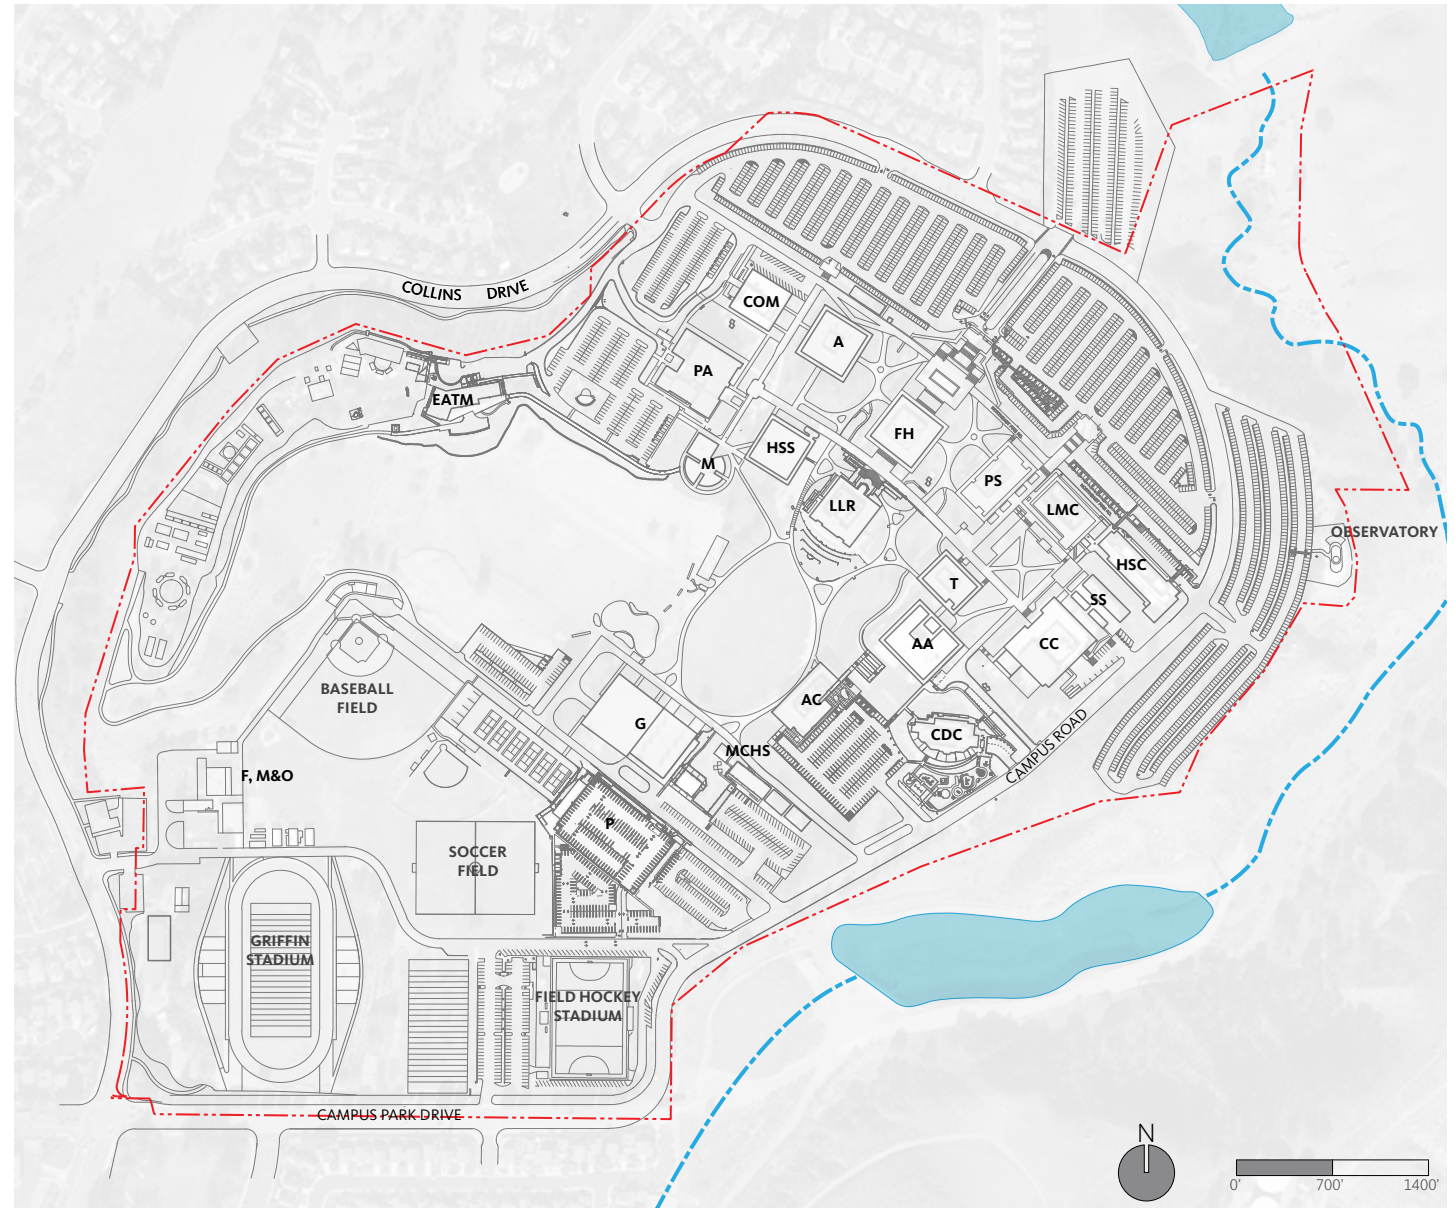 COLLINS DRIVE
COM
A
PA
EATM
FH
HSS
M
PS
LLR
LMC
OBSERVATORY
HSC
T
SS
AA
CC
BASEBALL
FIELD
AC
G
CDC
MCHS
CAMPUS ROAD
F, M&O
P
SOCCER
FIELD
GRIFFIN
STADIUM
FIELD HOCKEY
STADIUM
CAMPUS PARK DRIVE
N
0' 700' 1400'